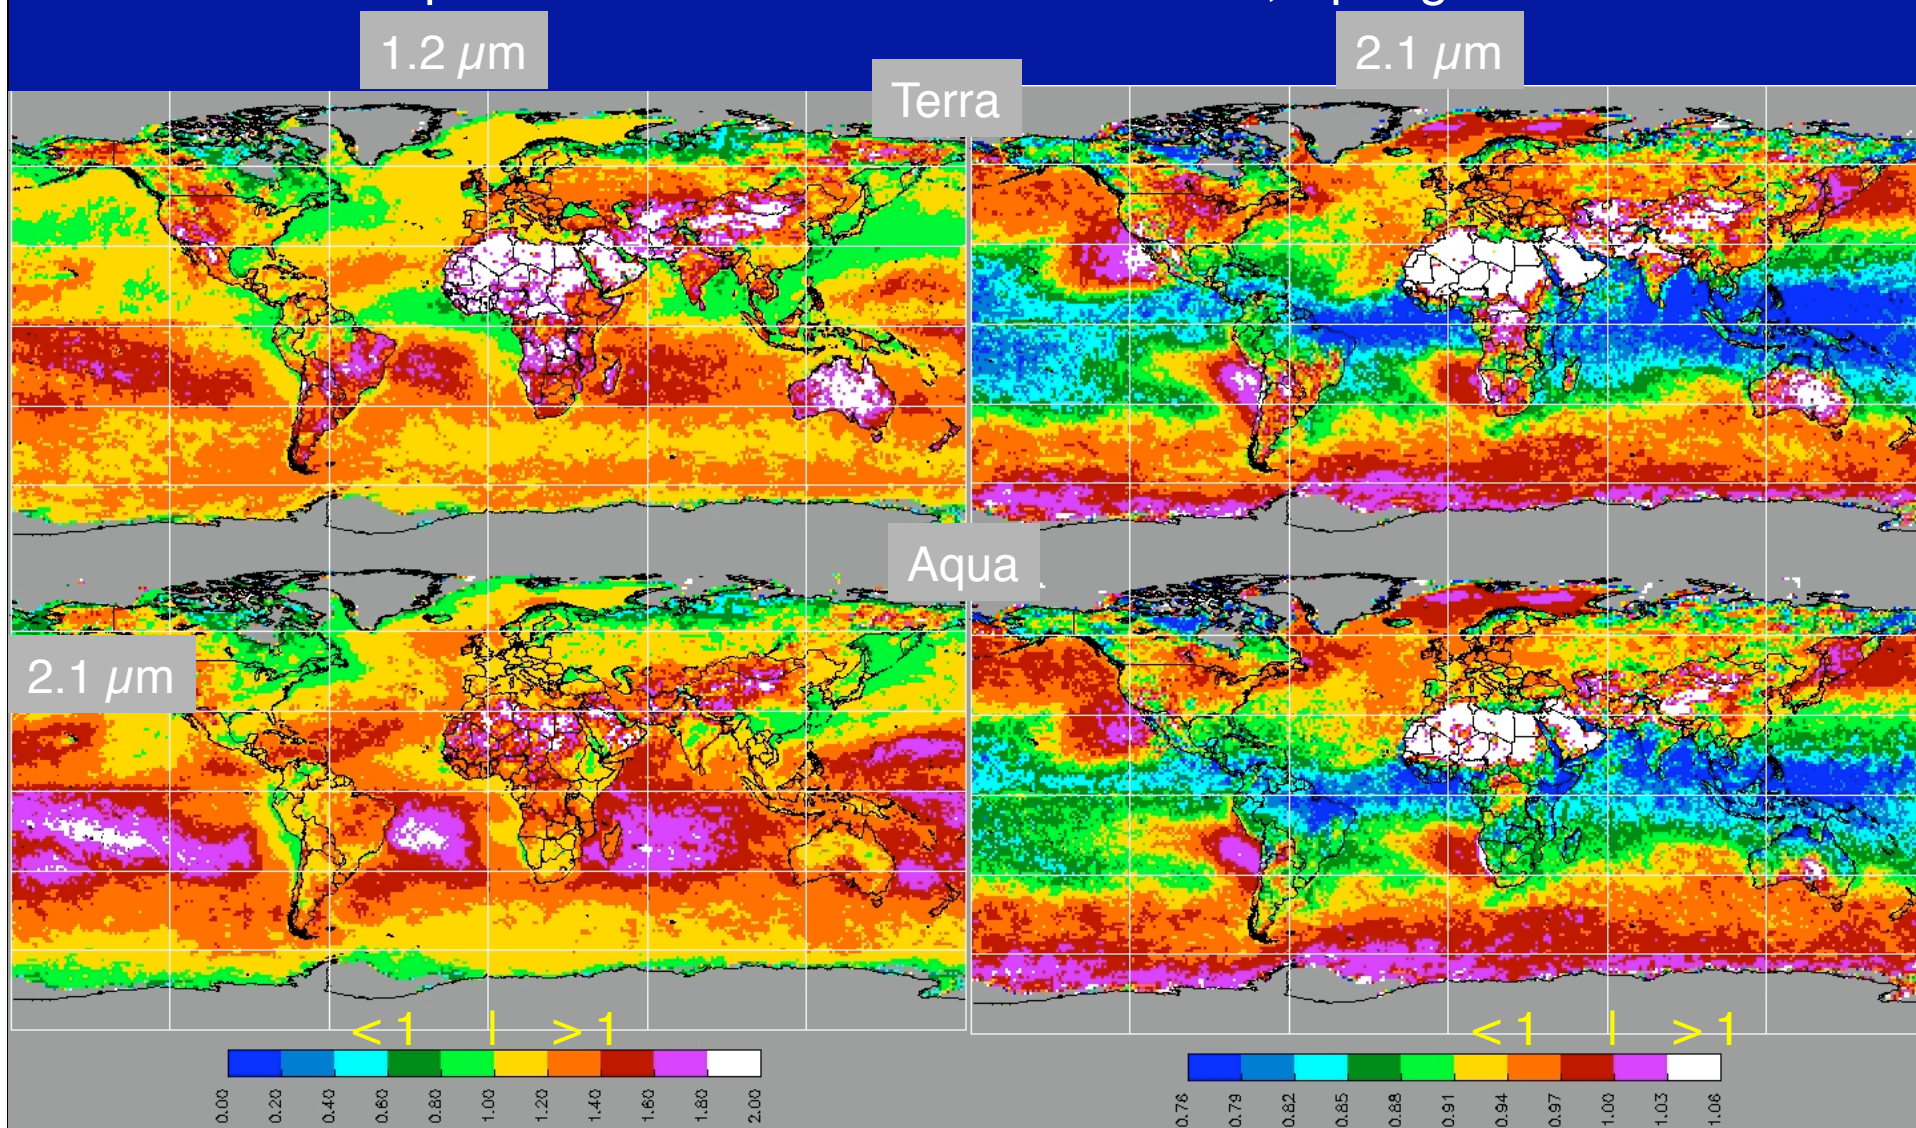 1.2 µm
2.1 µm
Terra
Aqua
2.1 µm
< 1 | > 1
< 1 | > 1
0.00 0.20 0.40 0.60 0.80 1.00 1.20 1.40 1.60 1.80 2.00
0.76 0.79 0.82 0.85 0.88 0.91 0.94 0.97 1.00 1.03 1.06